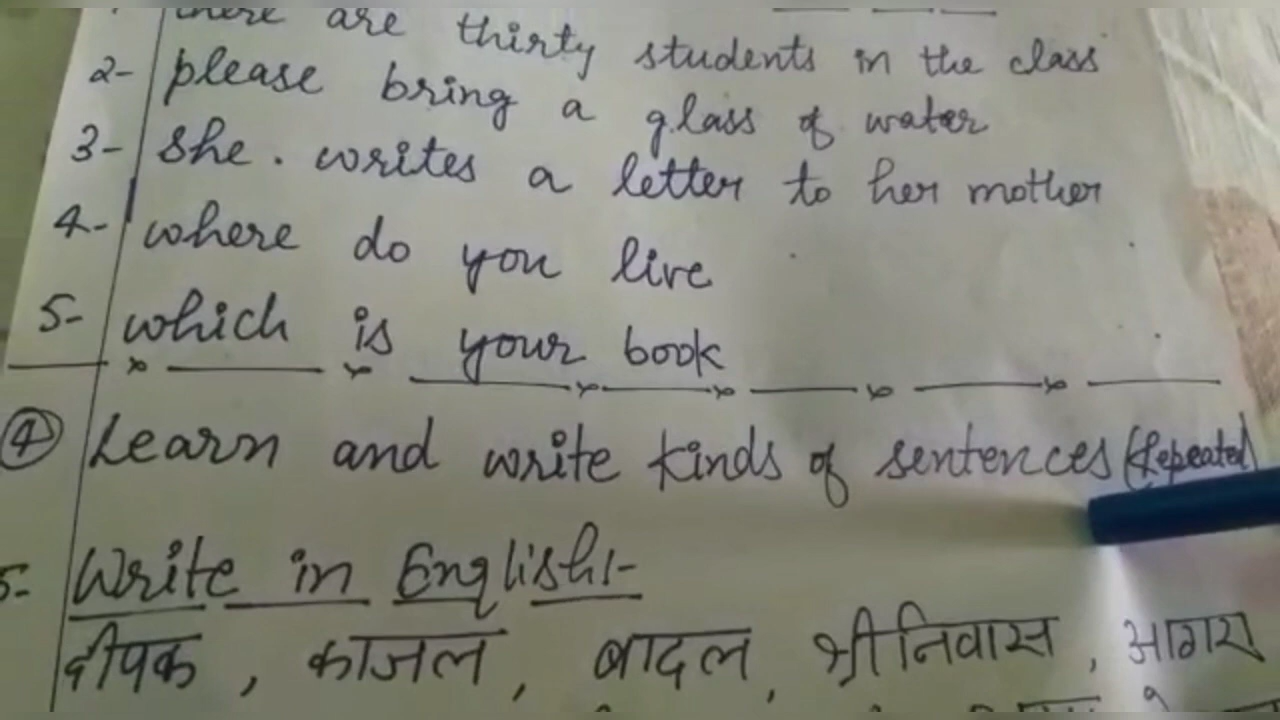 there are thirty students in the class
2- please bring a glass of water
3- She. writes a letter to her mother
4- where do you live
5- which is your book
④ Learn and write kinds of sentences (Repeated)
5- Write in English:-
दीपक, काजल, बादल, श्रीनिवास, आगरा